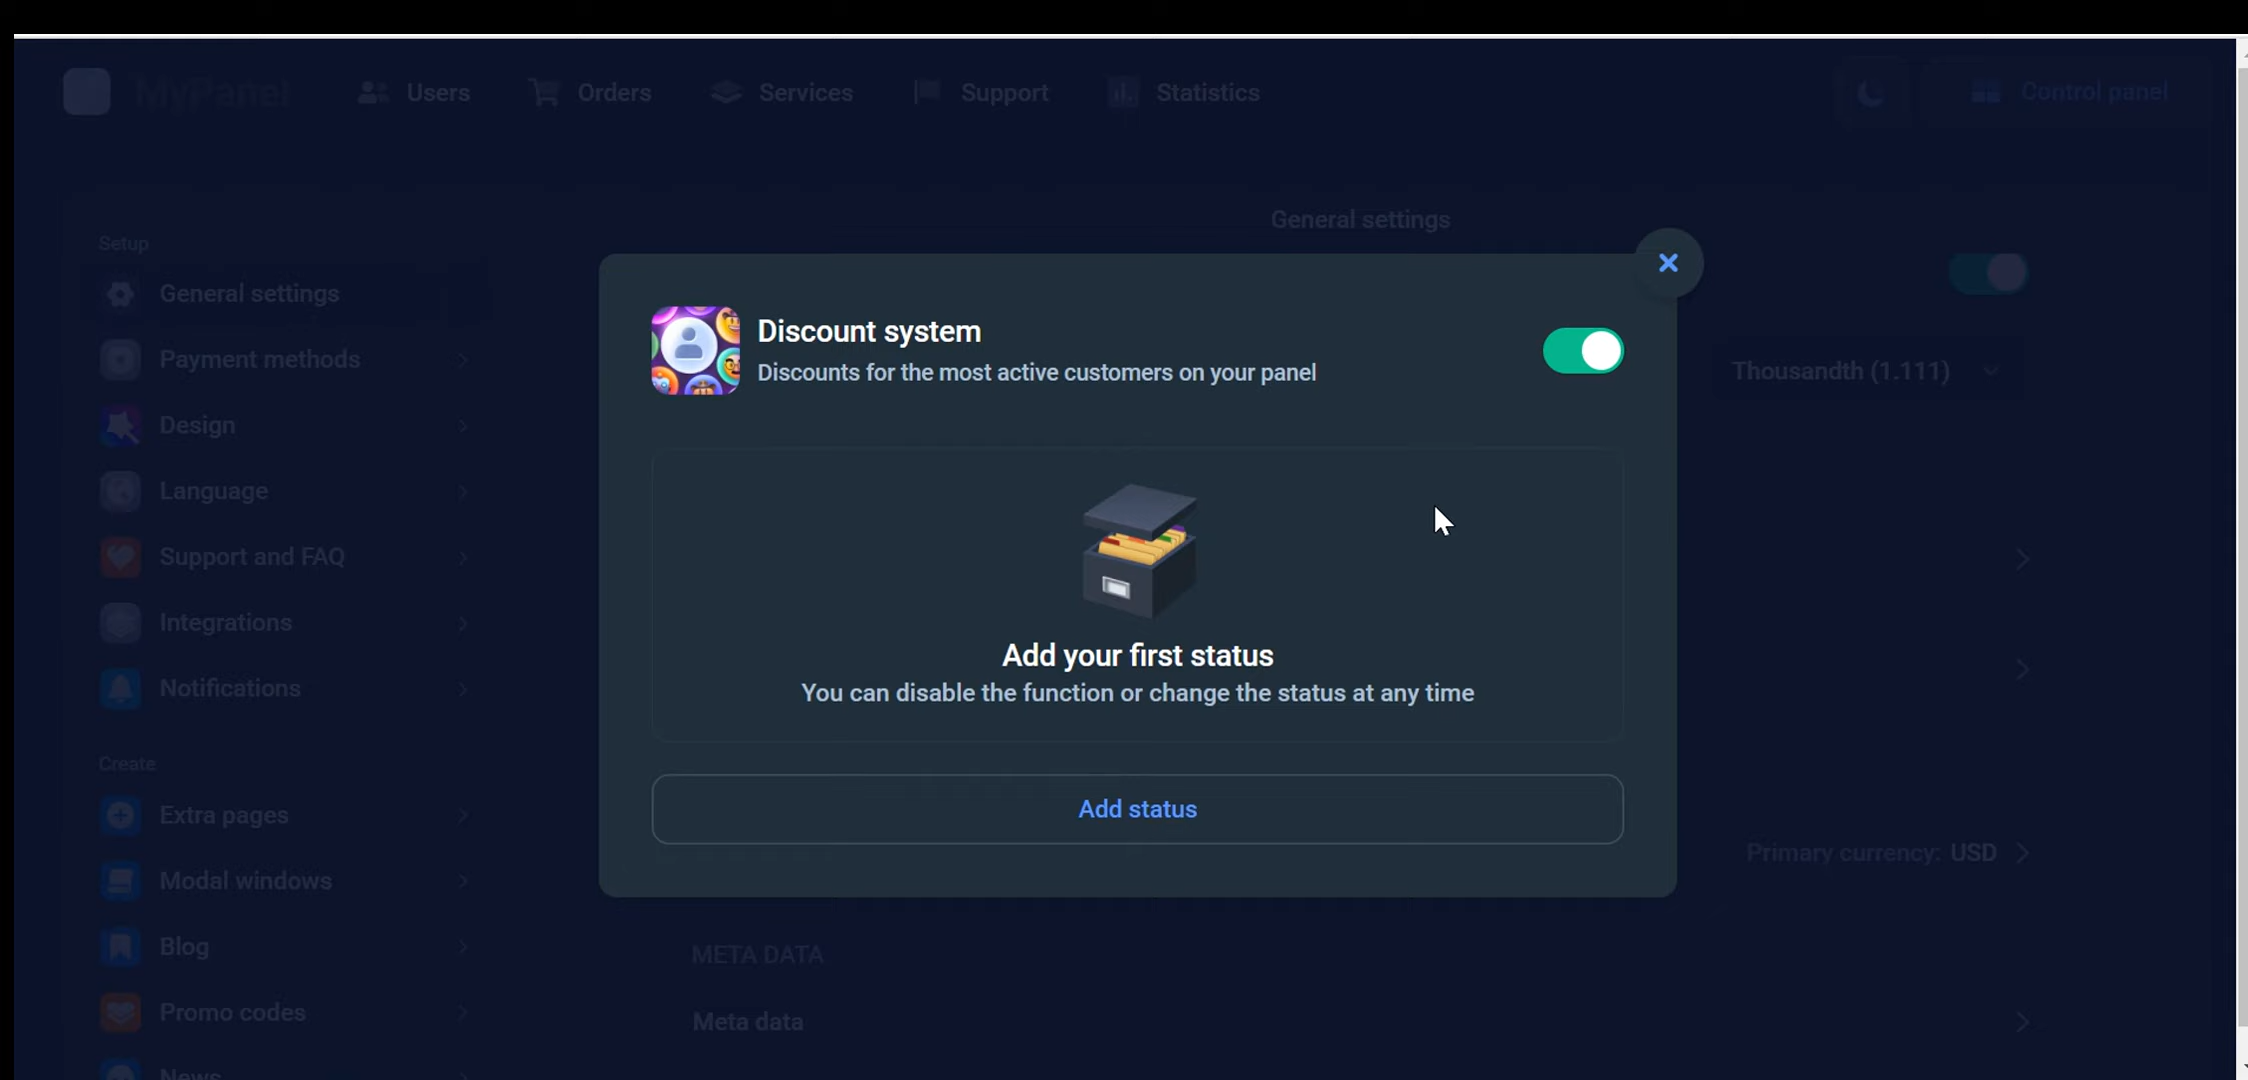 MyPanel
Users
Orders
Services
Support
Statistics
Control panel
General settings
Setup
General settings
Payment methods
Design
Language
Support and FAQ
Integrations
Notifications
Create
Extra pages
Modal windows
Blog
Promo codes
News
Discount system
Discounts for the most active customers on your panel
Add your first status
You can disable the function or change the status at any time
Add status
Thousandth (1.111)
Primary currency: USD
META DATA
Meta data